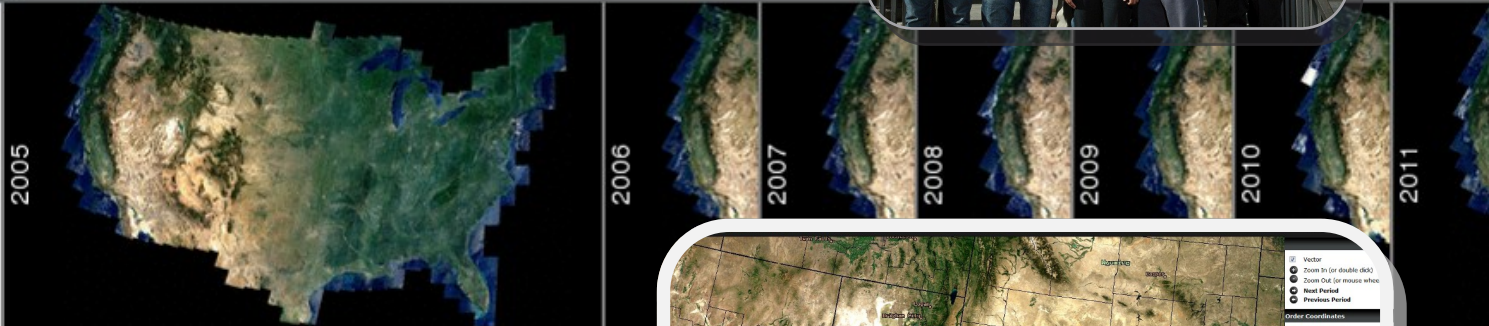 2005
2006
2007
2008
2009
2010
2011
Wyoming
Vector
Zoom In (or double click)
Zoom Out (or mouse whee
Next Period
Previous Period
Order Coordinates